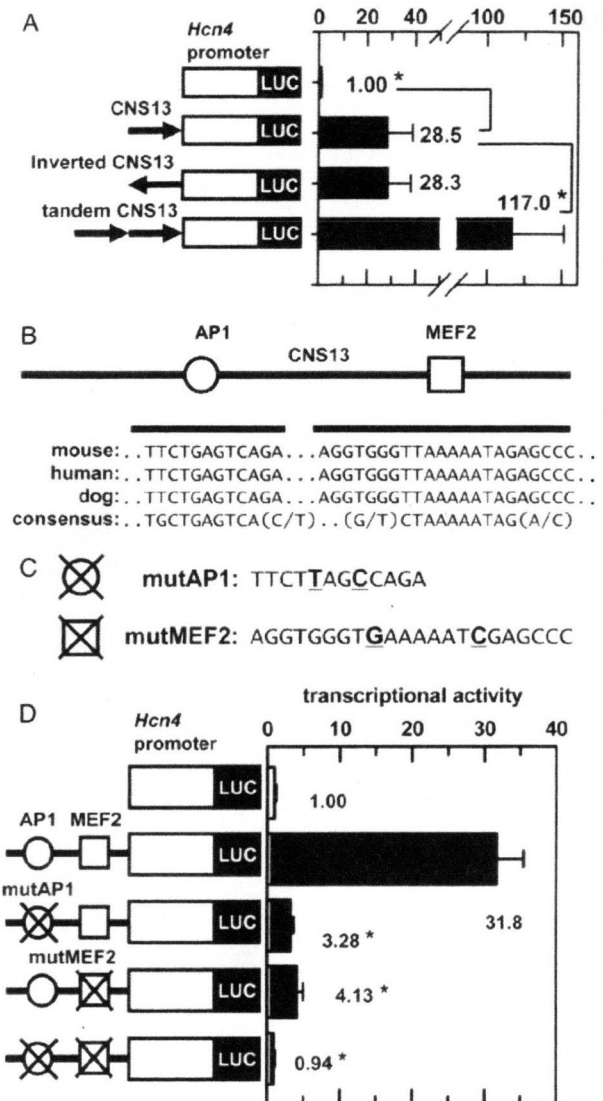 A
Hcn4
promoter
0 20 40 100 150
LUC
1.00 *
CNS13
LUC
28.5
Inverted CNS13
LUC
28.3
tandem CNS13
LUC
117.0 *
B
AP1
CNS13
MEF2
mouse:..TTCTGAGTCAGA...AGGTGGGTTAAAAATAGAGCCC..
human:..TTCTGAGTCAGA...AGGTGGGTTAAAAATAGAGCCC..
dog:..TTCTGAGTCAGA...AGGTGGGTTAAAAATAGAGCCC..
consensus:..TGCTGAGTCA(C/T)..(G/T)CTAAAAATAG(A/C)
C
mutAP1: TTCTTAGCCAGA
mutMEF2: AGGTGGGTGAAAAATCGAGCCC
D
transcriptional activity
Hcn4
promoter
0 10 20 30 40
LUC
1.00
AP1 MEF2
LUC
31.8
mutAP1
LUC
3.28 *
mutMEF2
LUC
4.13 *
LUC
0.94 *